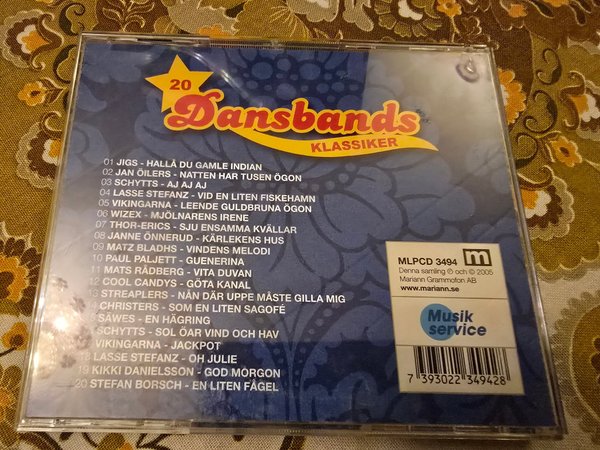 20
Dansbands
KLASSIKER
01 JIGS - HALLÅ DU GAMLE INDIAN
02 JAN ÖILERS - NATTEN HAR TUSEN ÖGON
03 SCHYTTS - AJ AJ AJ
04 LASSE STEFANZ - VID EN LITEN FISKEHAMN
05 VIKINGARNA - LEENDE GULDBRUNA ÖGON
06 WIZEX - MJÖLNARENS IRENE
07 THOR-ERICS - SJU ENSAMMA KVÄLLAR
08 JANNE ÖNNERUD - KÄRLEKENS HUS
09 MATZ BLADHS - VINDENS MELODI
10 PAUL PALJETT - GUENERINA
11 MATS RÅDBERG - VITA DUVAN
12 COOL CANDYS - GÖTA KANAL
13 STREAPLERS - NÅN DÄR UPPE MÅSTE GILLA MIG
14 CHRISTERS - SOM EN LITEN SAGOFÉ
SÄWES - EN HÄGRING
SCHYTTS - SOL ÖAR VIND OCH HAV
VIKINGARNA - JACKPOT
18 LASSE STEFANZ - OH JULIE
19 KIKKI DANIELSSON - GOD MORGON
20 STEFAN BORSCH - EN LITEN FÅGEL
MLPCD 3494 m
Denna samling ℗ och © 2005
Mariann Grammofon AB
www.mariann.se
Musik
service
7 393022 349428